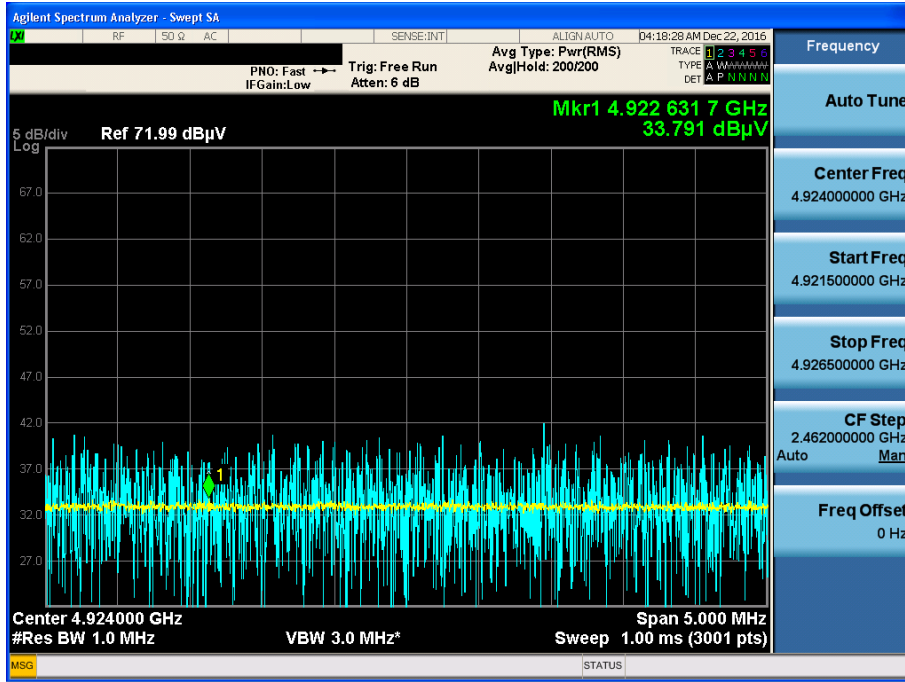 Agilent Spectrum Analyzer - Swept SA
LXI RF 50 Ω AC SENSE:INT ALIGNAUTO 04:18:28 AM Dec 22, 2016
PNO: Fast
IFGain:Low
Trig: Free Run
Atten: 6 dB
Avg Type: Pwr(RMS)
Avg|Hold: 200/200
TRACE 1 2 3 4 5 6
TYPE A WWWWW
DET A P N N N N
Mkr1 4.922 631 7 GHz
33.791 dBµV
5 dB/div Ref 71.99 dBµV
Log
67.0
62.0
57.0
52.0
47.0
42.0
37.0
32.0
27.0
1
Center 4.924000 GHz Span 5.000 MHz
#Res BW 1.0 MHz VBW 3.0 MHz* Sweep 1.00 ms (3001 pts)
MSG STATUS
Frequency
Auto Tune
Center Freq
4.924000000 GHz
Start Freq
4.921500000 GHz
Stop Freq
4.926500000 GHz
CF Step
2.462000000 GHz
Auto Man
Freq Offset
0 Hz